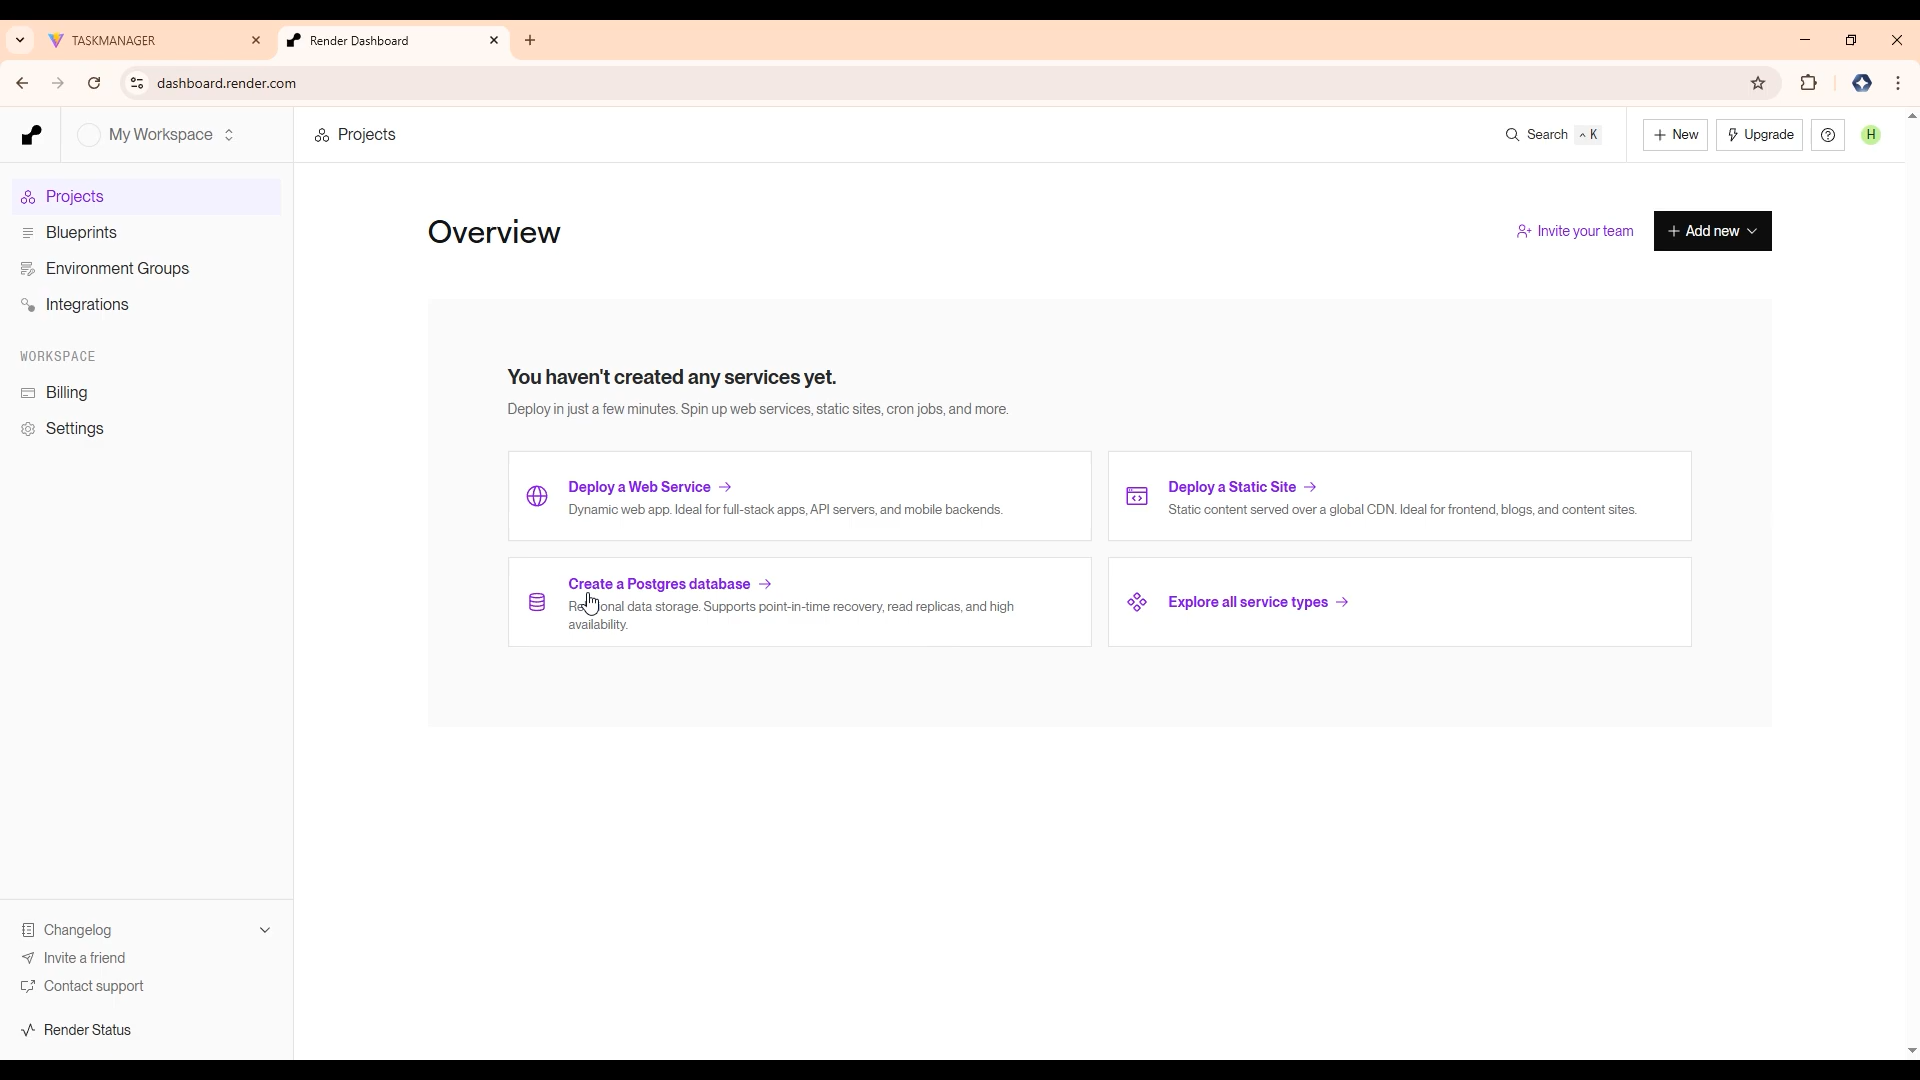 TASKMANAGER
Render Dashboard
dashboard.render.com
My Workspace
Projects
Search ^ K
+ New
Upgrade
H
Projects
Blueprints
Environment Groups
Integrations
WORKSPACE
Billing
Settings
Overview
Invite your team
+ Add new
You haven't created any services yet.
Deploy in just a few minutes. Spin up web services, static sites, cron jobs, and more.
Deploy a Web Service →
Dynamic web app. Ideal for full-stack apps, API servers, and mobile backends.
Deploy a Static Site →
Static content served over a global CDN. Ideal for frontend, blogs, and content sites.
Create a Postgres database →
data storage. Supports point-in-time recovery, read replicas, and high
availability.
Explore all service types →
Changelog
Invite a friend
Contact support
Render Status